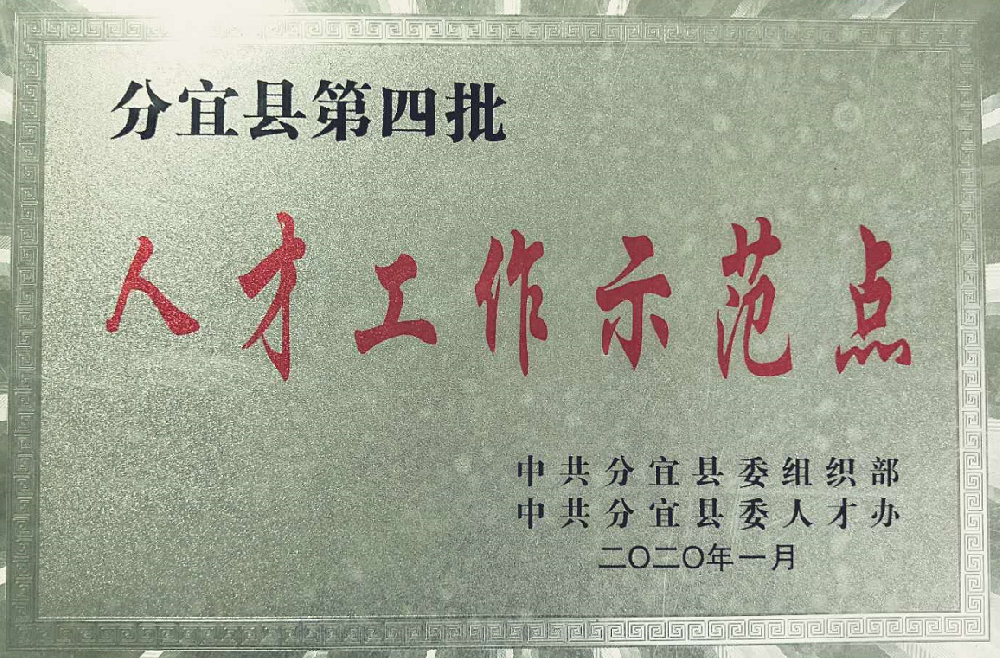 分宜县第四批
人才工作示范点
中共分宜县委组织部
中共分宜县委人才办
二〇二〇年一月